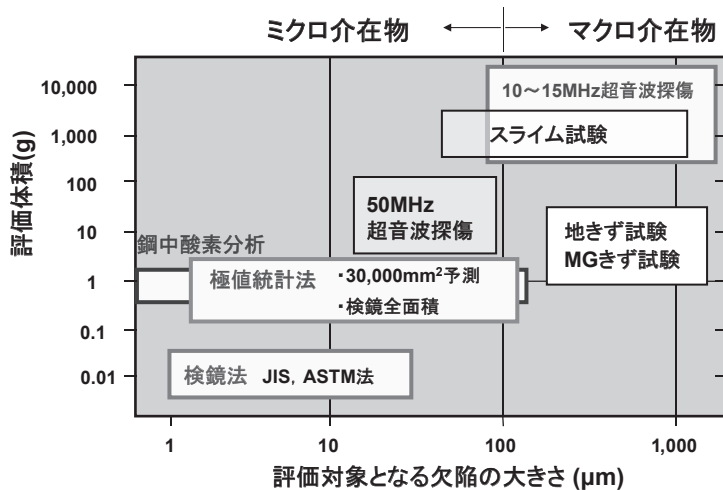 ミクロ介在物
マクロ介在物
評価体積(g)
10,000
1,000
100
10
1
0.1
0.01
10～15MHz超音波探傷
スライム試験
50MHz
超音波探傷
地きず試験
MGきず試験
鋼中酸素分析
極値統計法
・30,000mm²予測
・検鏡全面積
検鏡法 JIS, ASTM法
1
10
100
1,000
評価対象となる欠陥の大きさ (μm)